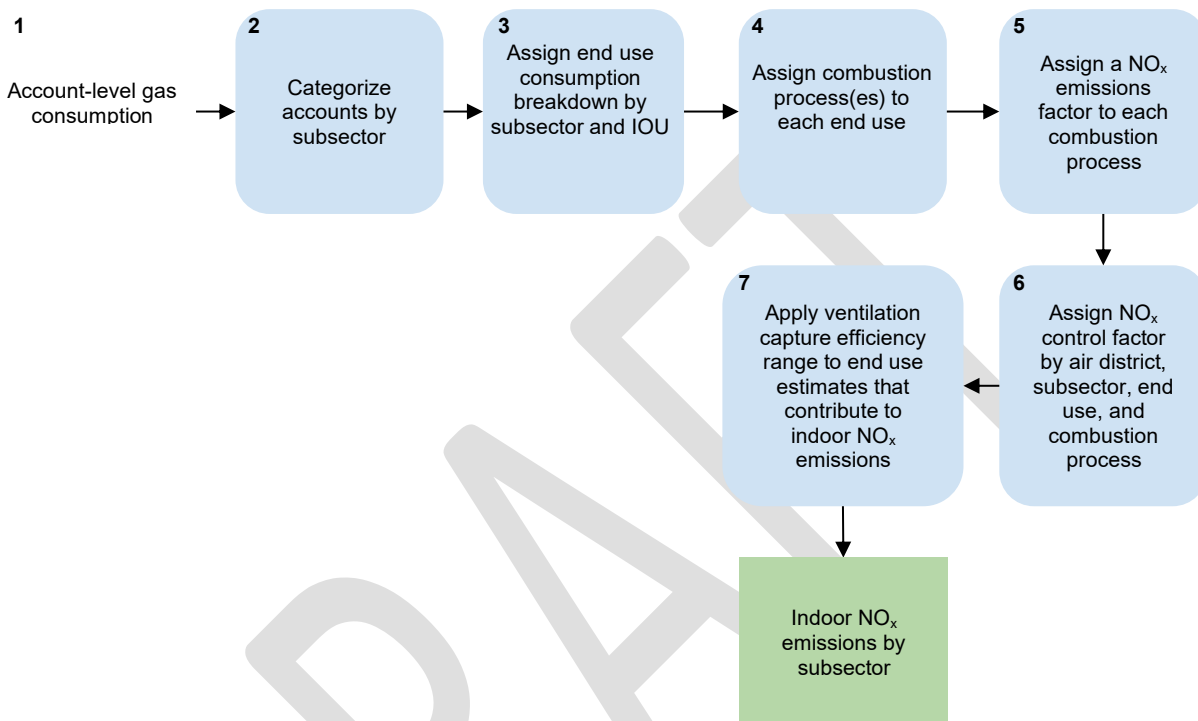 1
Account-level gas
consumption
2
Categorize
accounts by
subsector
3
Assign end use
consumption
breakdown by
subsector and IOU
4
Assign combustion
process(es) to
each end use
5
Assign a NOₓ
emissions
factor to each
combustion
process
6
Assign NOₓ
control factor
by air district,
subsector, end
use, and
combustion
process
7
Apply ventilation
capture efficiency
range to end use
estimates that
contribute to
indoor NOₓ
emissions
Indoor NOₓ
emissions by
subsector